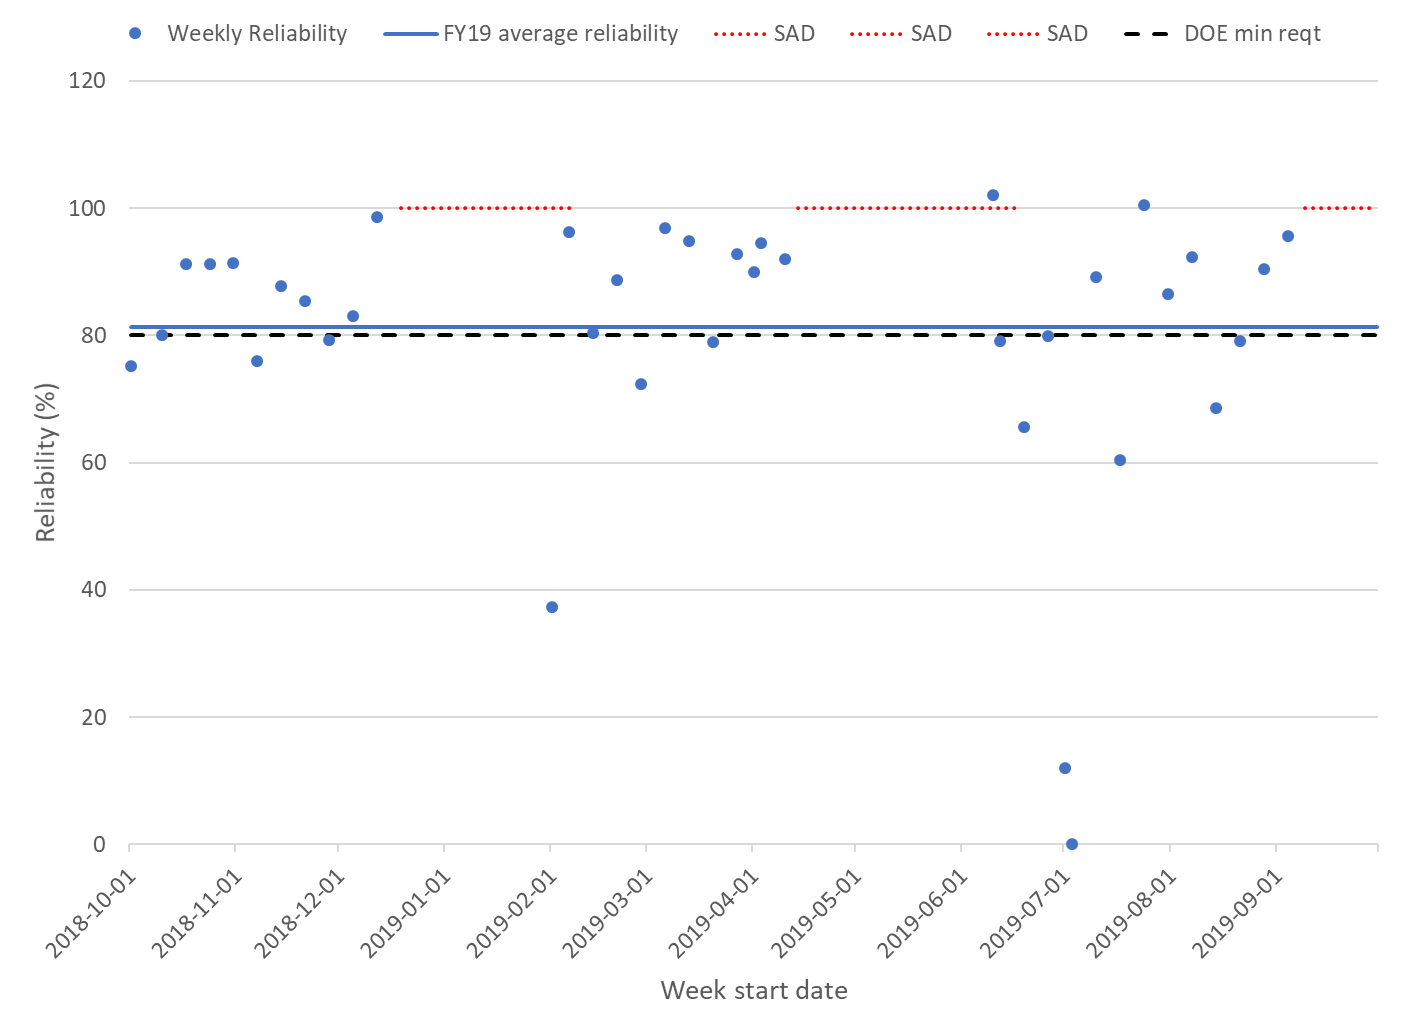 Weekly Reliability FY19 average reliability SAD SAD SAD DOE min reqt
120
100
80
60
40
20
0
Reliability (%)
2018-10-01 2018-11-01 2018-12-01 2019-01-01 2019-02-01 2019-03-01 2019-04-01 2019-05-01 2019-06-01 2019-07-01 2019-08-01 2019-09-01
Week start date